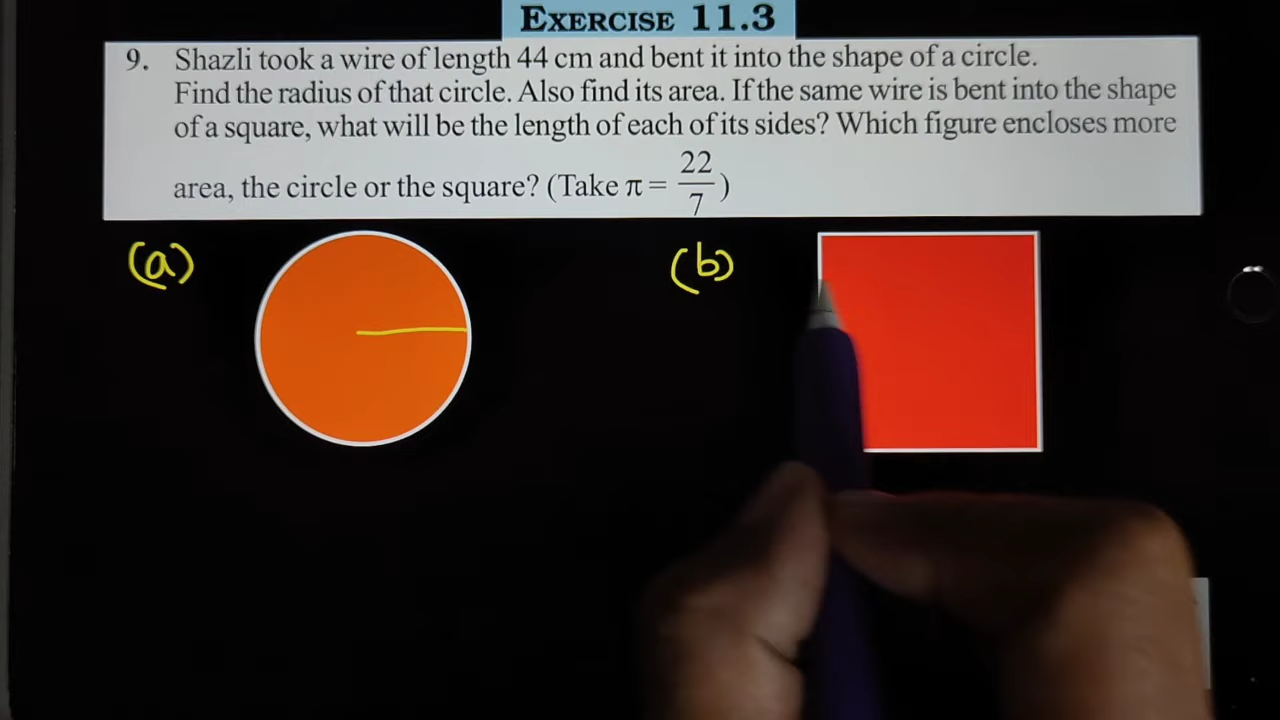 EXERCISE 11.3
9. Shazli took a wire of length 44 cm and bent it into the shape of a circle.
Find the radius of that circle. Also find its area. If the same wire is bent into the shape
of a square, what will be the length of each of its sides? Which figure encloses more
area, the circle or the square? (Take π = 22/7)
(a) (b)